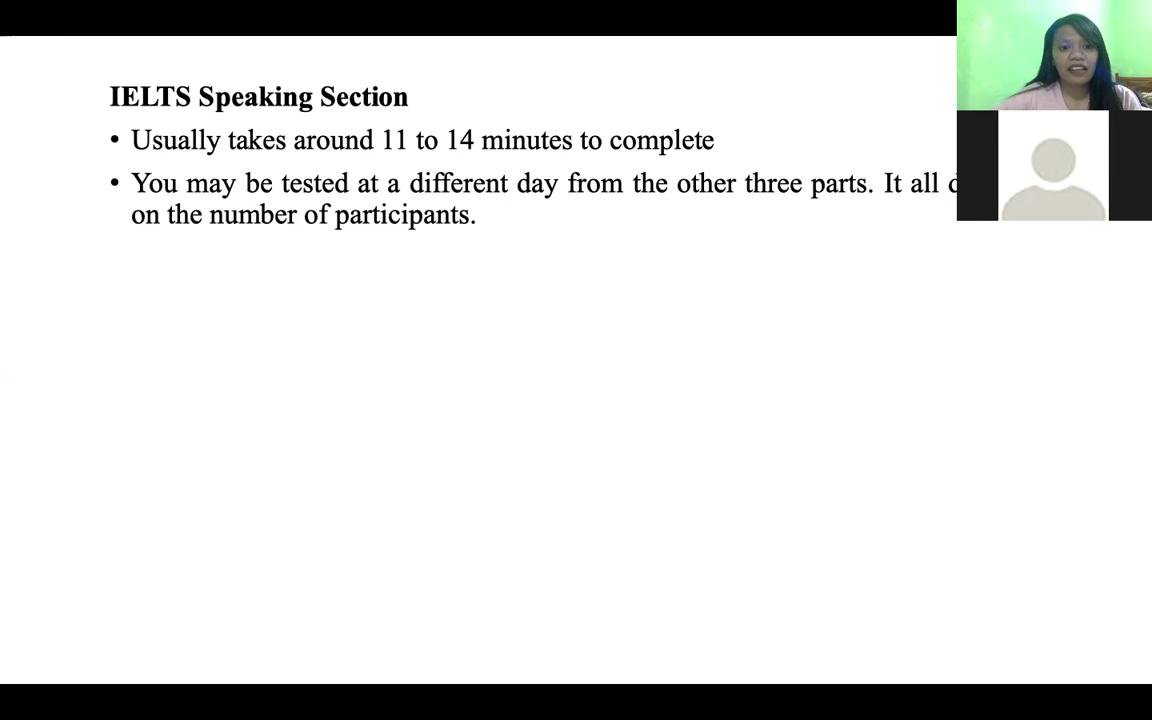 IELTS Speaking Section
• Usually takes around 11 to 14 minutes to complete
• You may be tested at a different day from the other three parts. It all
on the number of participants.